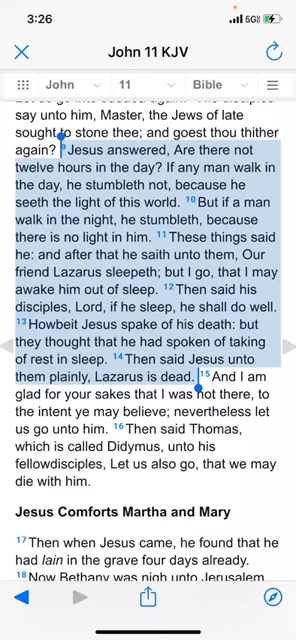 3:26
5G
John 11 KJV
John 11 Bible
say unto him, Master, the Jews of late
sought to stone thee; and goest thou thither
again? 9 Jesus answered, Are there not
twelve hours in the day? If any man walk in
the day, he stumbleth not, because he
seeth the light of this world. 10 But if a man
walk in the night, he stumbleth, because
there is no light in him. 11 These things said
he: and after that he saith unto them, Our
friend Lazarus sleepeth; but I go, that I may
awake him out of sleep. 12 Then said his
disciples, Lord, if he sleep, he shall do well.
13 Howbeit Jesus spake of his death: but
they thought that he had spoken of taking
of rest in sleep. 14 Then said Jesus unto
them plainly, Lazarus is dead. 15 And I am
glad for your sakes that I was not there, to
the intent ye may believe; nevertheless let
us go unto him. 16 Then said Thomas,
which is called Didymus, unto his
fellowdisciples, Let us also go, that we may
die with him.
Jesus Comforts Martha and Mary
17 Then when Jesus came, he found that he
had lain in the grave four days already.
18 Now Bethany was nigh unto Jerusalem